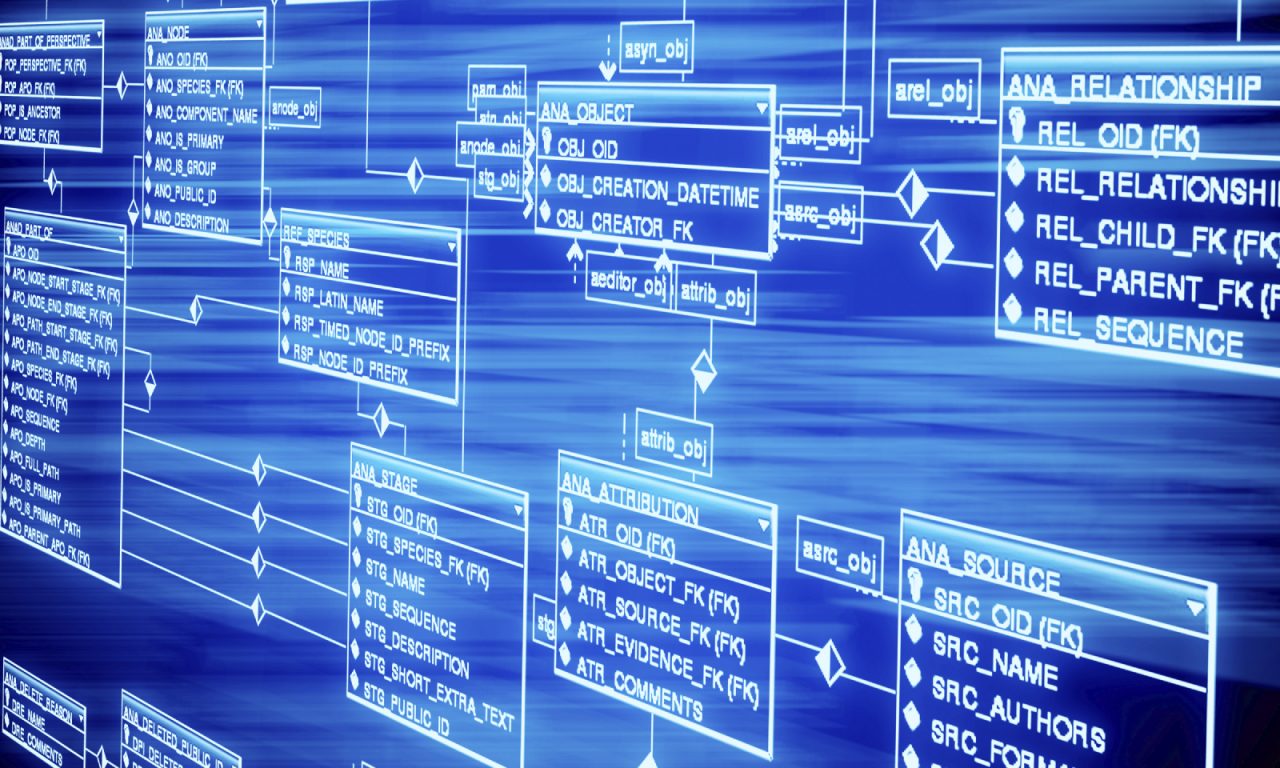 ANAD_PART_OF_PERSPECTIVE
POP_PERSPECTIVE_FK (FK)
POP_APO_FK (FK)
POP_IS_ANCESTOR
POP_NODE_FK (FK)
ANA_NODE
ANO_OID (FK)
ANO_SPECIES_FK (FK)
ANO_COMPONENT_NAME
ANO_IS_PRIMARY
ANO_IS_GROUP
ANO_PUBLIC_ID
ANO_DESCRIPTION
anode_obj
asyn_obj
anode_obj
stg_obj
ANA_OBJECT
OBJ_OID
OBJ_CREATION_DATETIME
OBJ_CREATOR_FK
arel_obj
asrc_obj
aeditor_obj
attrib_obj
arel_obj
ANA_RELATIONSHIP
REL_OID (FK)
REL_CHILD_FK (FK)
REL_PARENT_FK
REL_SEQUENCE
ANAD_PART_OF
APO_OID
APO_NODE_START_STAGE_FK (FK)
APO_NODE_END_STAGE_FK (FK)
APO_PATH_START_STAGE_FK (FK)
APO_PATH_END_STAGE_FK (FK)
APO_SPECIES_FK (FK)
APO_NODE_FK (FK)
APO_SEQUENCE
APO_DEPTH
APO_FULL_PATH
APO_IS_PRIMARY
APO_IS_PRIMARY_PATH
APO_PARENT_APO_FK (FK)
REF_SPECIES
RSP_NAME
RSP_LATIN_NAME
RSP_TIMED_NODE_ID_PREFIX
RSP_NODE_ID_PREFIX
attrib_obj
ANA_STAGE
STG_OID (FK)
STG_SPECIES_FK (FK)
STG_NAME
STG_SEQUENCE
STG_DESCRIPTION
STG_SHORT_EXTRA_TEXT
STG_PUBLIC_ID
stg
ANA_ATTRIBUTION
ATR_OID (FK)
ATR_OBJECT_FK (FK)
ATR_SOURCE_FK (FK)
ATR_EVIDENCE_FK (FK)
ATR_COMMENTS
asrc_obj
ANA_SOURCE
SRC_OID (FK)
SRC_NAME
SRC_AUTHORS
ANA_DELETE_REASON
DRE_NAME
DRE_COMMENTS
ANA_DELETED_PUBLIC_ID